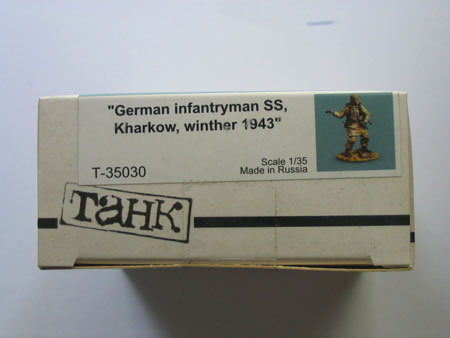 "German infantryman SS,
Kharkow, winther 1943"
T-35030
Scale 1/35
Made in Russia
танк